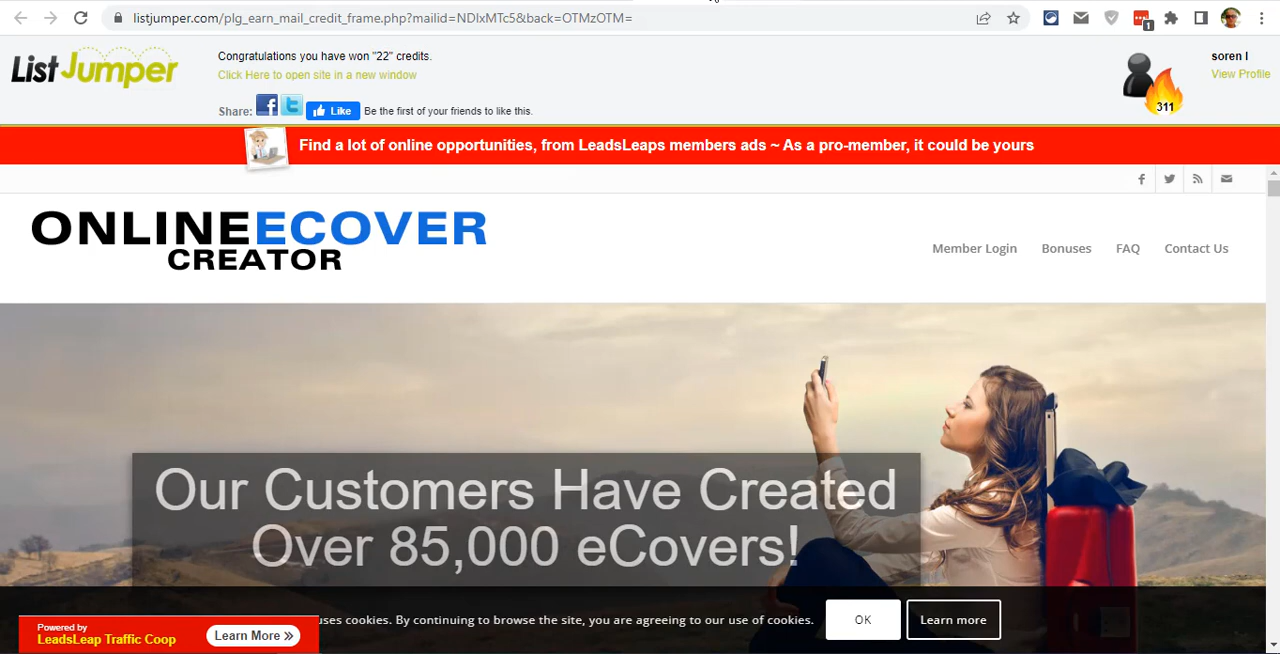 listjumper.com/plg_earn_mail_credit_frame.php?mailid=NDIxMTc5&back=OTMzOTM=
1
List Jumper
Congratulations you have won "22" credits.
Click Here to open site in a new window
Share:
Like
Be the first of your friends to like this.
311
soren l
View Profile
Find a lot of online opportunities, from LeadsLeaps members ads ~ As a pro-member, it could be yours
ONLINEECOVER
CREATOR
Member Login
Bonuses
FAQ
Contact Us
Our Customers Have Created
Over 85,000 eCovers!
uses cookies. By continuing to browse the site, you are agreeing to our use of cookies.
OK
Learn more
Powered by
LeadsLeap Traffic Coop
Learn More »